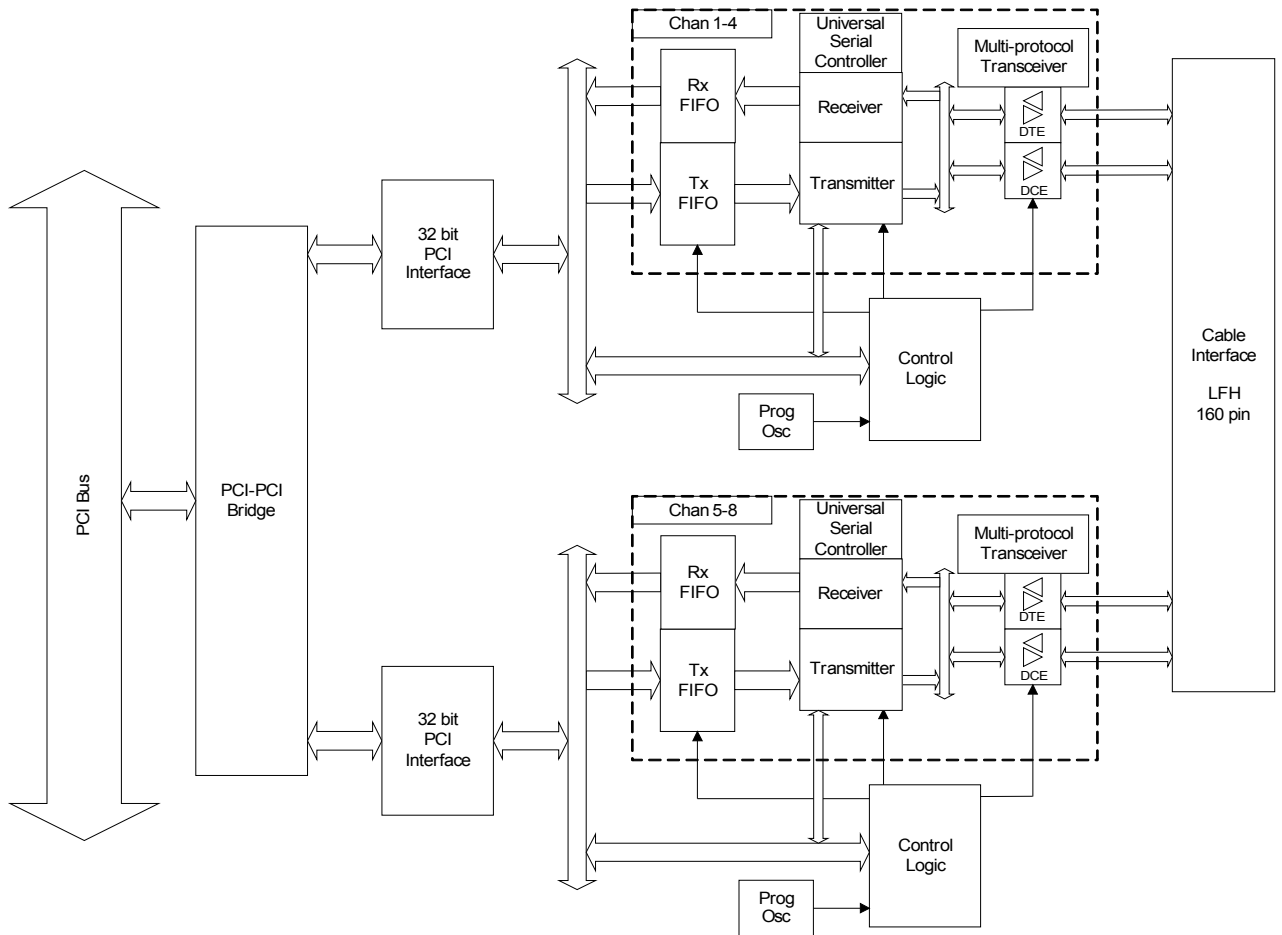 PCI Bus
PCI-PCI
Bridge
32 bit
PCI
Interface
Chan 1-4
Rx
FIFO
Tx
FIFO
Universal
Serial
Controller
Receiver
Transmitter
Multi-protocol
Transceiver
DTE
DCE
Control
Logic
Prog
Osc
32 bit
PCI
Interface
Chan 5-8
Rx
FIFO
Tx
FIFO
Universal
Serial
Controller
Receiver
Transmitter
Multi-protocol
Transceiver
DTE
DCE
Control
Logic
Prog
Osc
Cable
Interface
LFH
160 pin